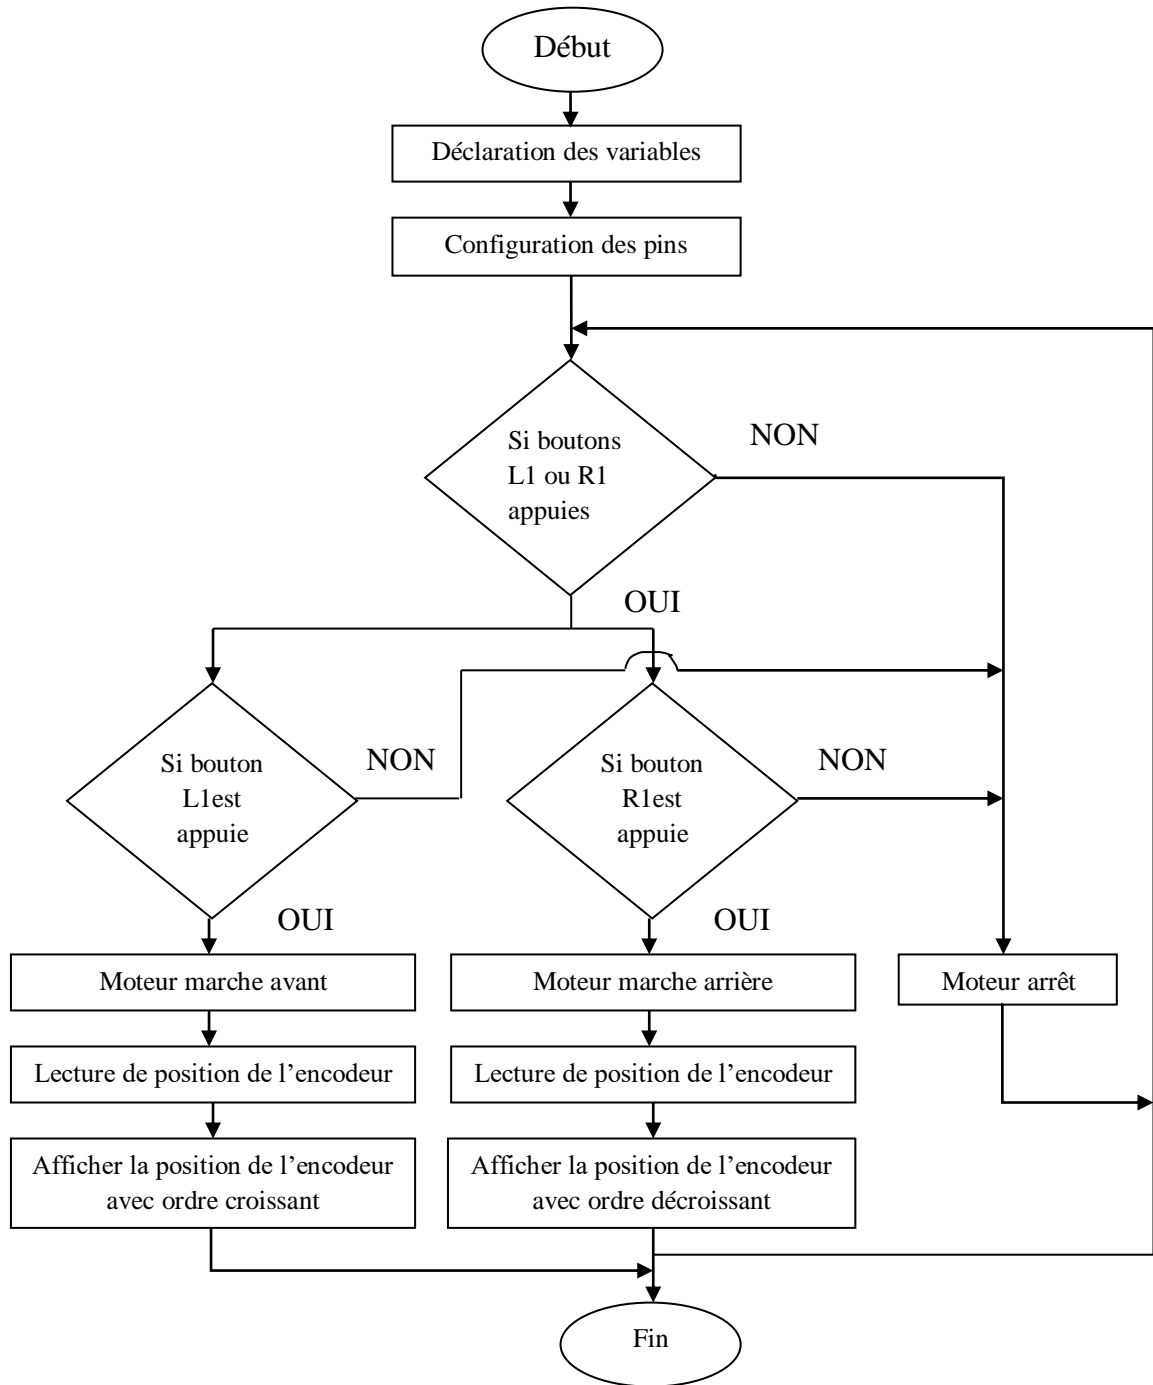 Début
Déclaration des variables
Configuration des pins
Si boutons
L1 ou R1
appuies
NON
OUI
Si bouton
L1est
appuie
NON
Si bouton
R1est
appuie
NON
OUI
OUI
Moteur marche avant
Moteur marche arrière
Moteur arrêt
Lecture de position de l’encodeur
Lecture de position de l’encodeur
Afficher la position de l’encodeur
avec ordre croissant
Afficher la position de l’encodeur
avec ordre décroissant
Fin